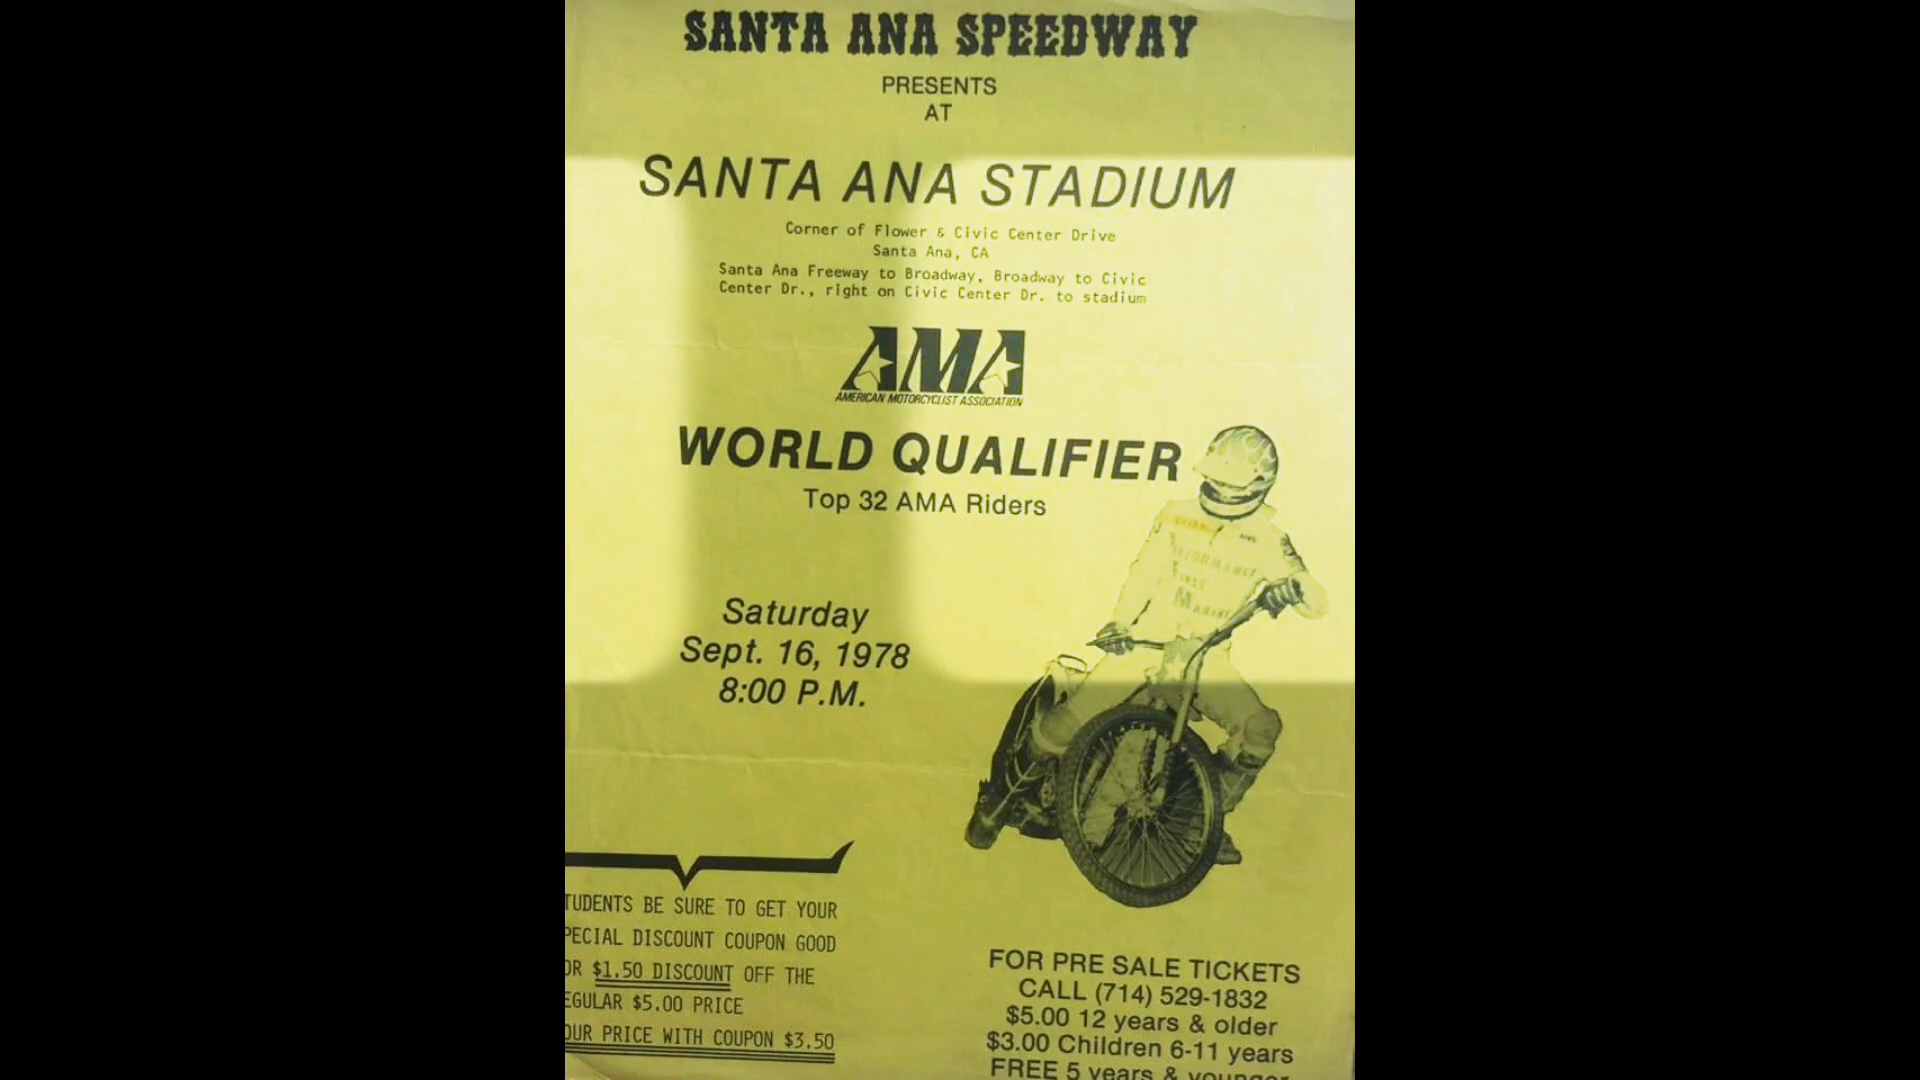 SANTA ANA SPEEDWAY
PRESENTS
AT
SANTA ANA STADIUM
Corner of Flower & Civic Center Drive
Santa Ana, CA
Santa Ana Freeway to Broadway, Broadway to Civic
Center Dr., right on Civic Center Dr. to stadium
AMA
AMERICAN MOTORCYCLIST ASSOCIATION
WORLD QUALIFIER
Top 32 AMA Riders
PERFORMANCE
FIRST
MARINE
Saturday
Sept. 16, 1978
8:00 P.M.
TUDENTS BE SURE TO GET YOUR
PECIAL DISCOUNT COUPON GOOD
OR $1.50 DISCOUNT OFF THE
EGULAR $5.00 PRICE
OUR PRICE WITH COUPON $3.50
FOR PRE SALE TICKETS
CALL (714) 529-1832
$5.00 12 years & older
$3.00 Children 6-11 years
FREE 5 years & younger